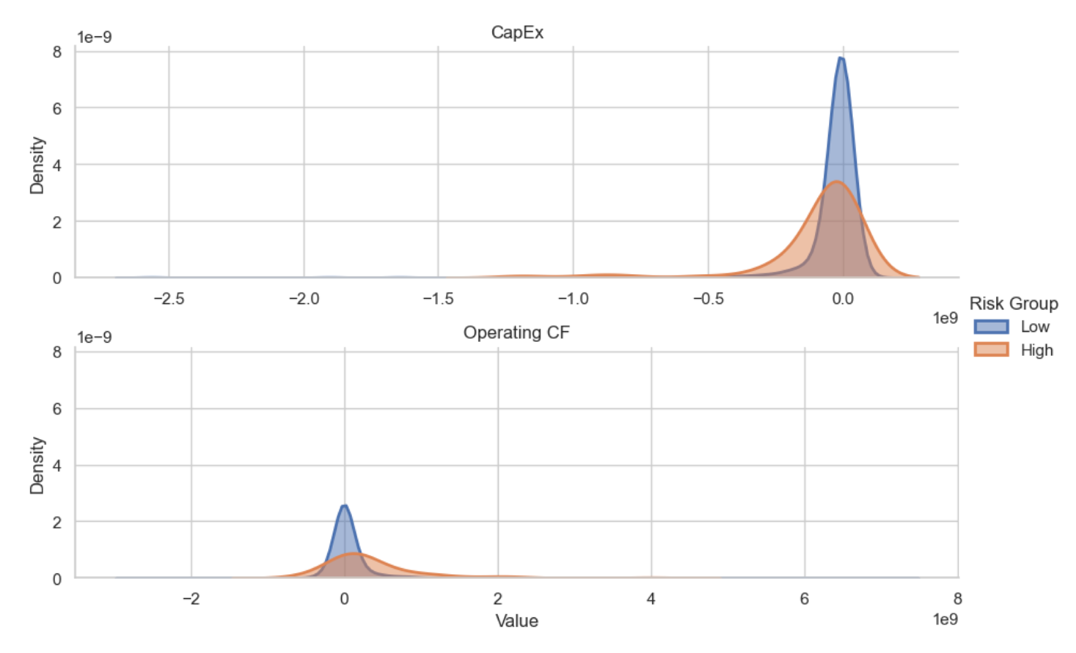 CapEx
1e−9
8
6
4
2
0
Density
−2.5
−2.0
−1.5
−1.0
−0.5
0.0
1e9
Risk Group
Low
High
Operating CF
1e−9
8
6
4
2
0
Density
−2
0
2
4
6
8
1e9
Value